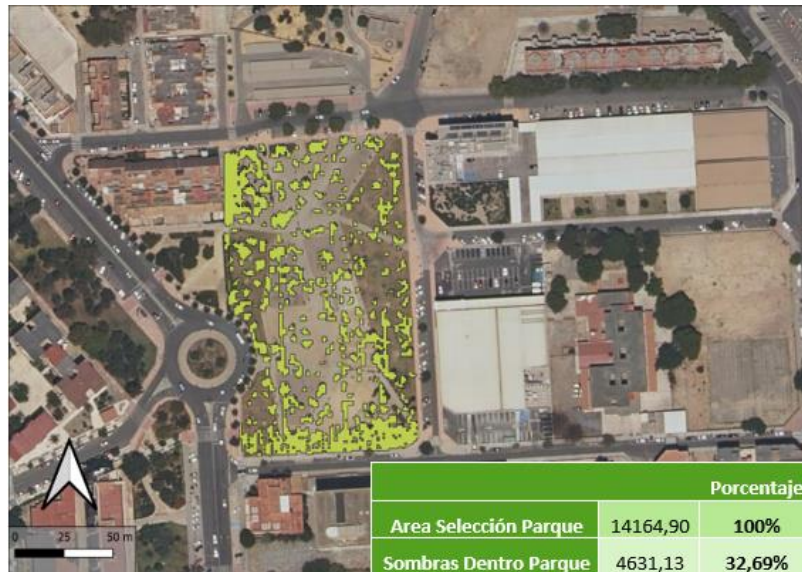 0 25 50 m
Porcentaje
Area Selección Parque 14164,90 100%
Sombras Dentro Parque 4631,13 32,69%